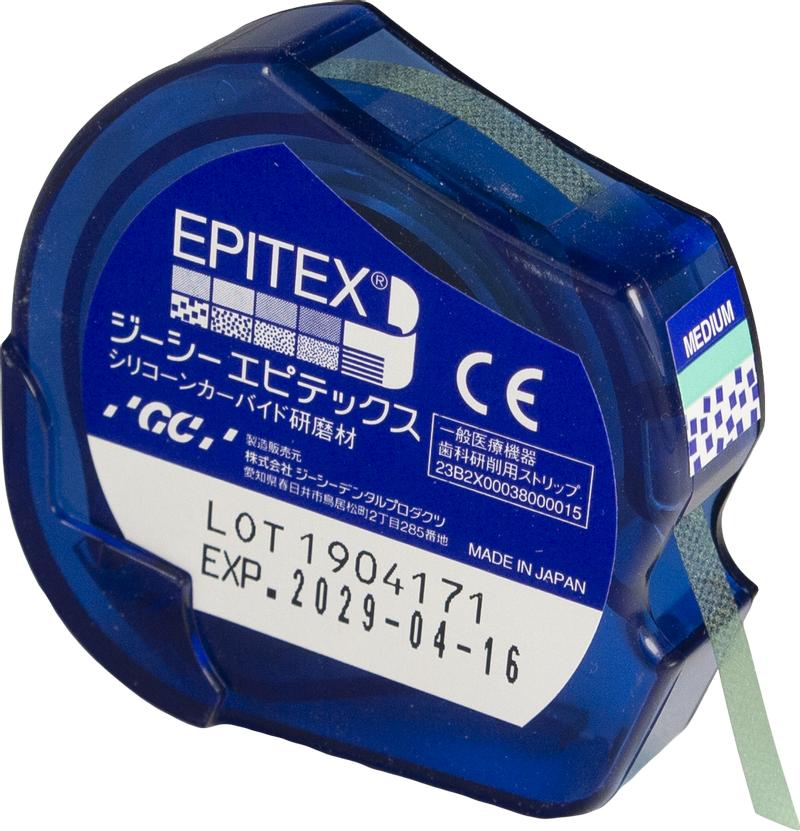 EPITEX®
ジーシー エピテックス
シリコーンカーバイド研磨材
GC
製造販売元
株式会社 ジーシーデンタルプロダクツ
愛知県春日井市鳥居松町2丁目285番地
一般医療機器
歯科研削用ストリップ
23B2X00038000015
MADE IN JAPAN
LOT 1904171
EXP. 2029-04-16
MEDIUM
CE